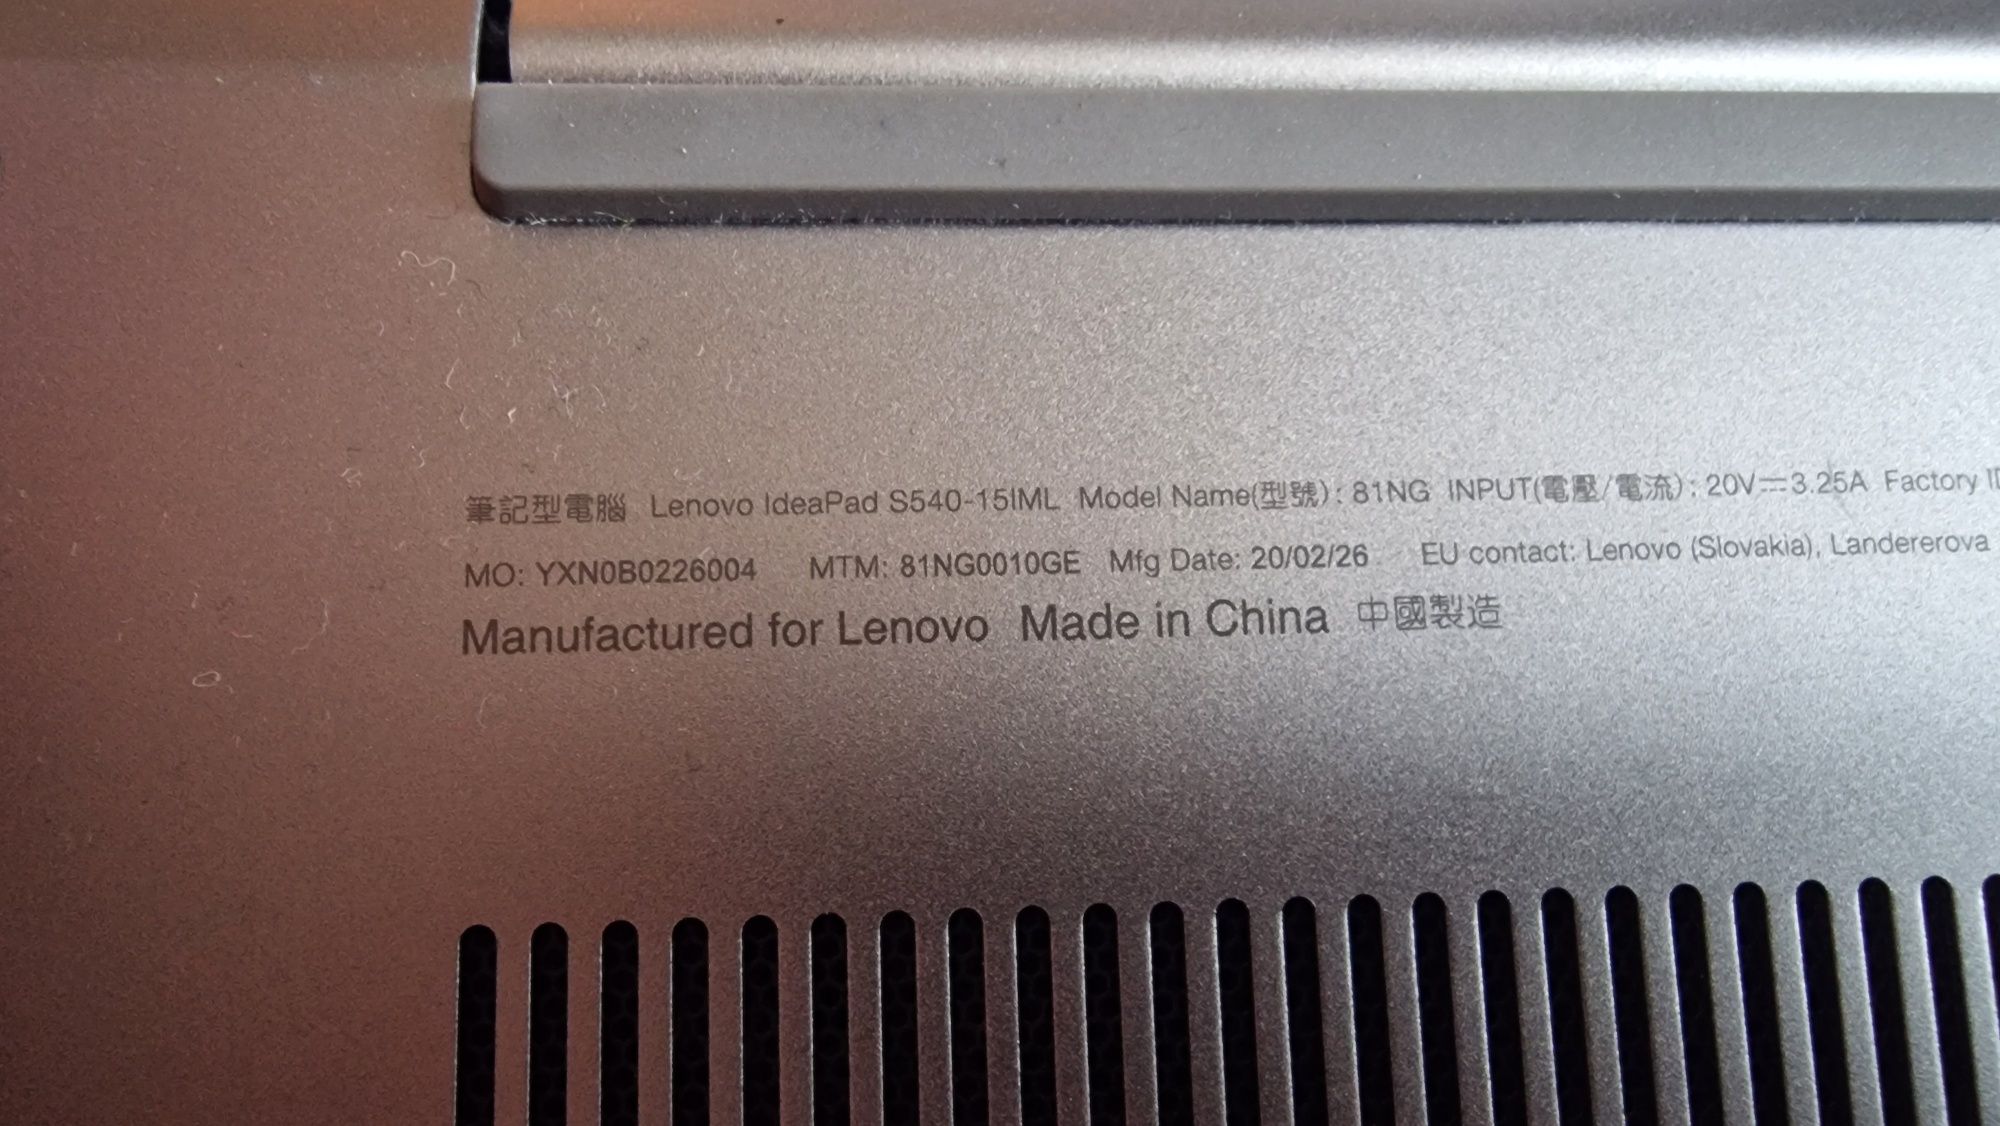 筆記型電腦 Lenovo IdeaPad S540-15IML Model Name(型號): 81NG INPUT(電壓/電流): 20V⎓3.25A Factory ID
MO: YXN0B0226004 MTM: 81NG0010GE Mfg Date: 20/02/26 EU contact: Lenovo (Slovakia), Landererova
Manufactured for Lenovo Made in China 中國製造